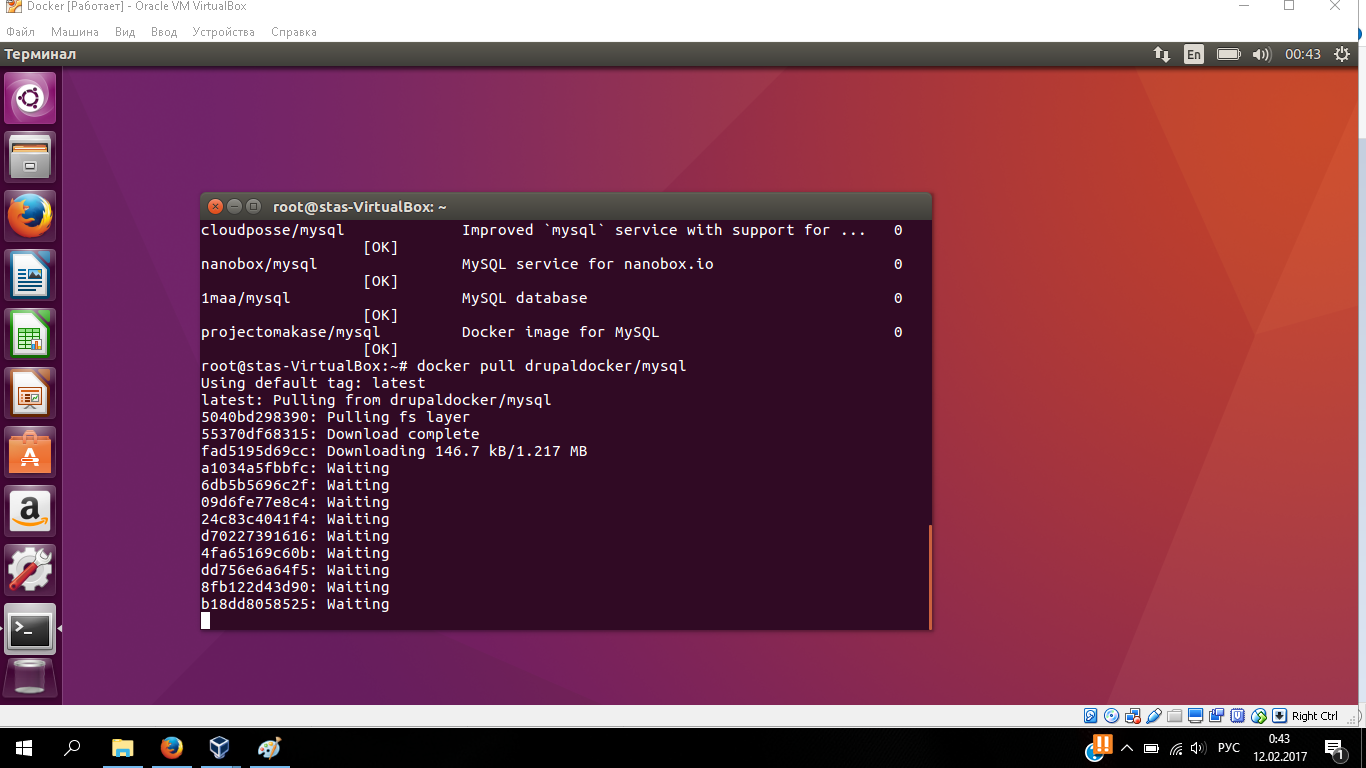 Docker [Работает] - Oracle VM VirtualBox
Файл Машина Вид Ввод Устройства Справка
Терминал En 00:43
root@stas-VirtualBox: ~
cloudposse/mysql Improved `mysql` service with support for ... 0
[OK]
nanobox/mysql MySQL service for nanobox.io 0
[OK]
1maa/mysql MySQL database 0
[OK]
projectomakase/mysql Docker image for MySQL 0
[OK]
root@stas-VirtualBox:~# docker pull drupaldocker/mysql
Using default tag: latest
latest: Pulling from drupaldocker/mysql
5040bd298390: Pulling fs layer
55370df68315: Download complete
fad5195d69cc: Downloading 146.7 kB/1.217 MB
a1034a5fbbfc: Waiting
6db5b5696c2f: Waiting
09d6fe77e8c4: Waiting
24c83c4041f4: Waiting
d70227391616: Waiting
4fa65169c60b: Waiting
dd756e6a64f5: Waiting
8fb122d43d90: Waiting
b18dd8058525: Waiting
Right Ctrl
РУС
0:43
12.02.2017
1